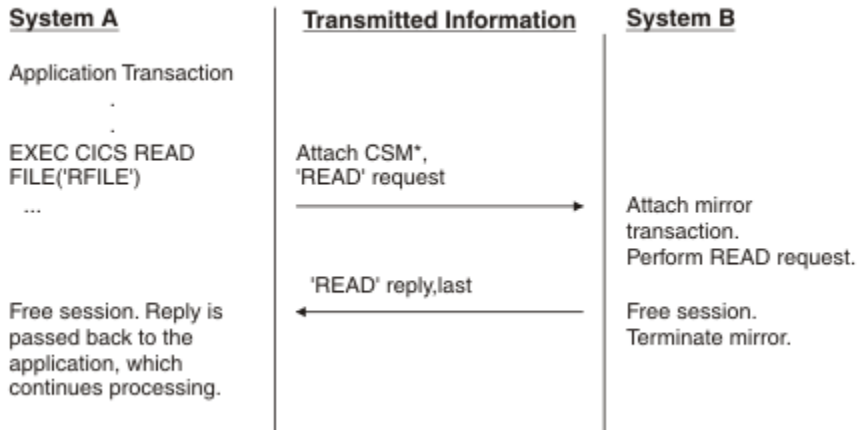 System A
Transmitted Information
System B
Application Transaction
.
.
EXEC CICS READ
FILE('RFILE')
...
Attach CSM*,
'READ' request
Attach mirror
transaction.
Perform READ request.
'READ' reply,last
Free session. Reply is
passed back to the
application, which
continues processing.
Free session.
Terminate mirror.